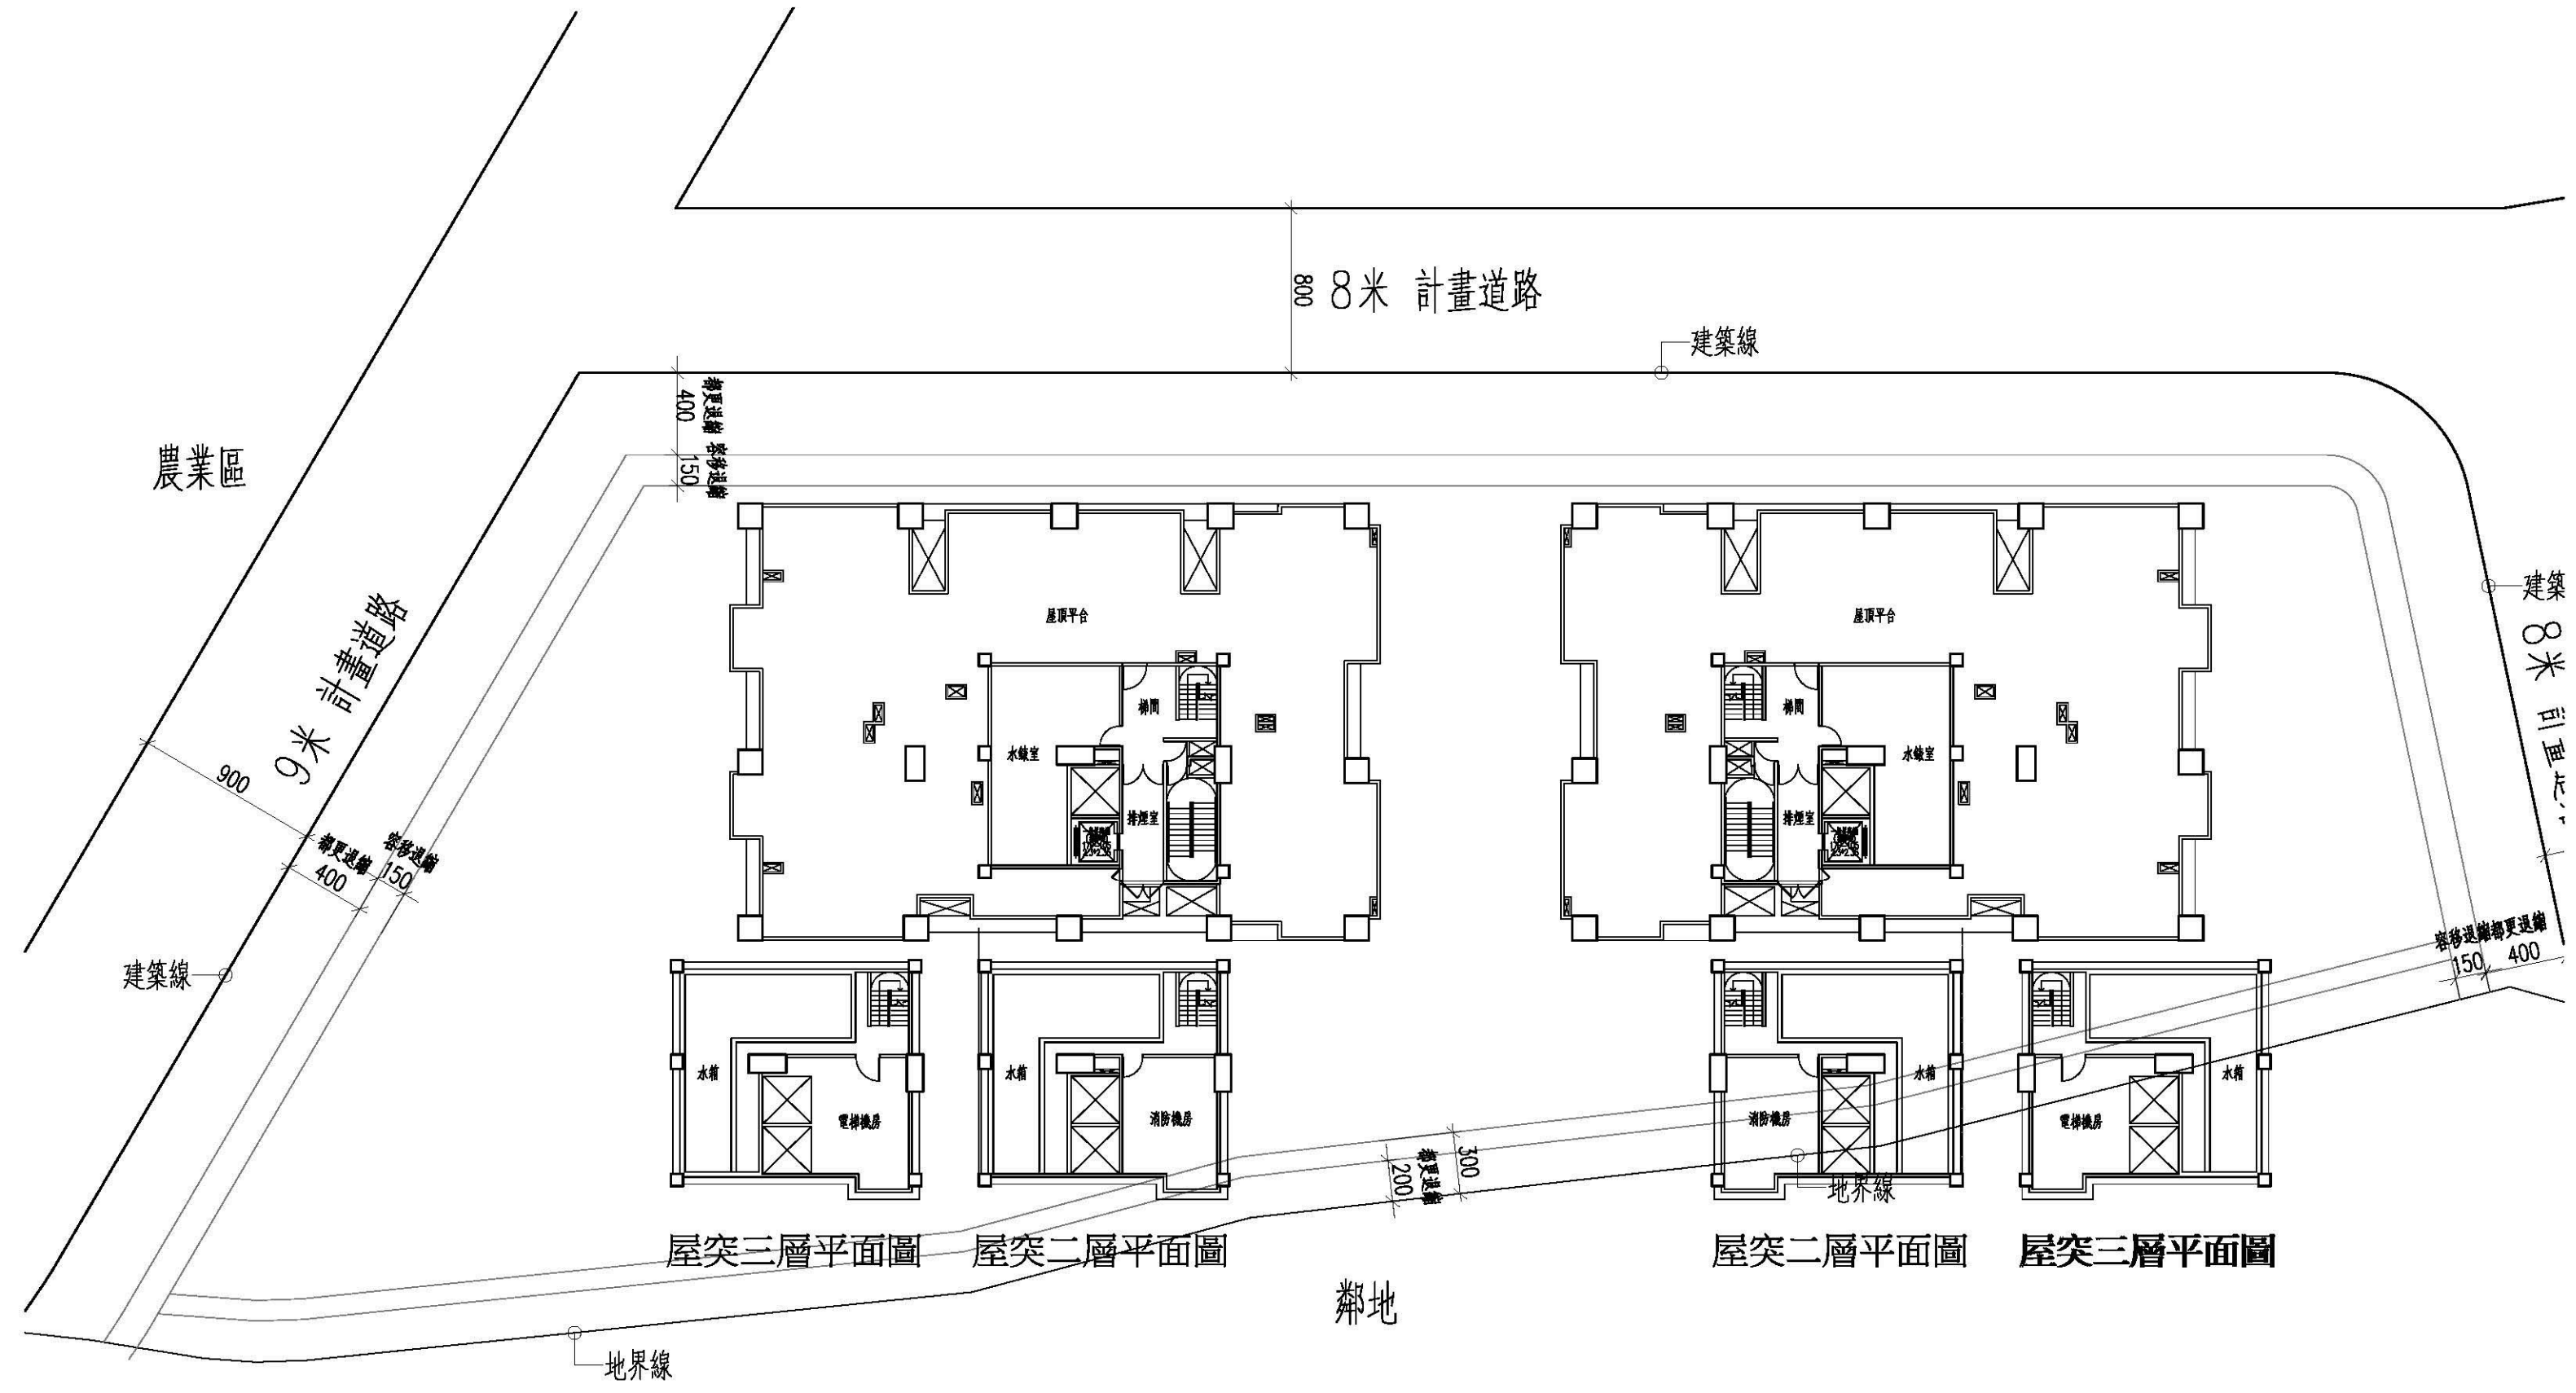 8米 計畫道路
800
建築線
400
都更退縮
150
容移退縮
農業區
9米 計畫道路
900
都更退縮
400
容移退縮
150
建築線
屋頂平台
梯間
水錶室
排煙室
屋頂平台
梯間
水錶室
排煙室
建築
8米
容移退縮
都更退縮
150
400
水箱
電梯機房
水箱
消防機房
水箱
消防機房
水箱
電梯機房
300
200
都更退縮
地界線
屋突三層平面圖
屋突二層平面圖
屋突二層平面圖
屋突三層平面圖
鄰地
地界線